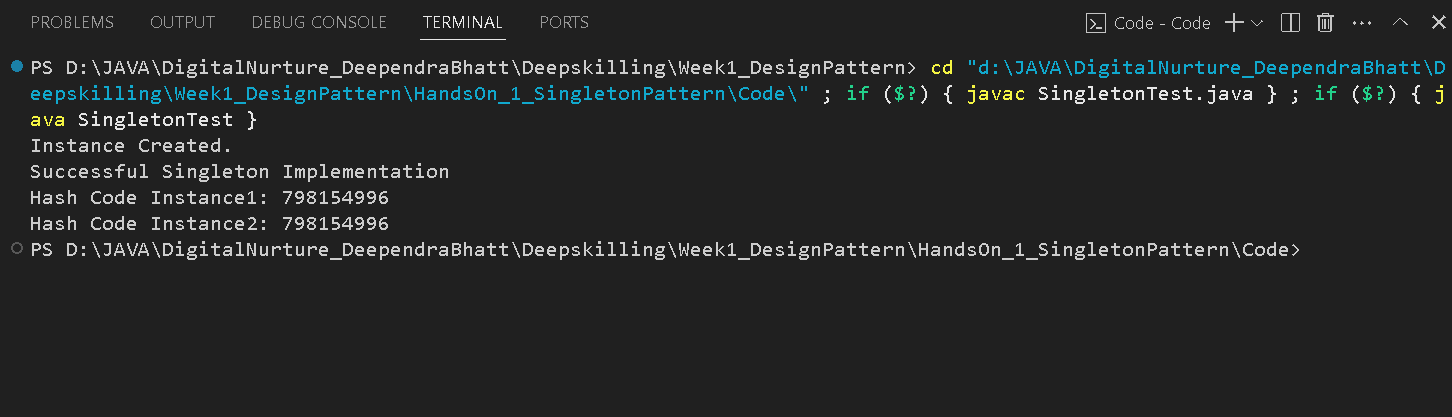 PROBLEMS OUTPUT DEBUG CONSOLE TERMINAL PORTS Code - Code
PS D:\JAVA\DigitalNurture_DeependraBhatt\Deepskilling\Week1_DesignPattern> cd "d:\JAVA\DigitalNurture_DeependraBhatt\D
eepskilling\Week1_DesignPattern\HandsOn_1_SingletonPattern\Code\" ; if ($?) { javac SingletonTest.java } ; if ($?) { j
ava SingletonTest }
Instance Created.
Successful Singleton Implementation
Hash Code Instance1: 798154996
Hash Code Instance2: 798154996
PS D:\JAVA\DigitalNurture_DeependraBhatt\Deepskilling\Week1_DesignPattern\HandsOn_1_SingletonPattern\Code>